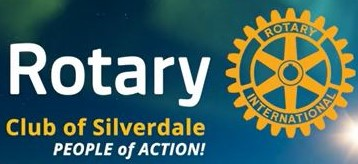 Rotary
Club of Silverdale
PEOPLE of ACTION!
ROTARY
INTERNATIONAL